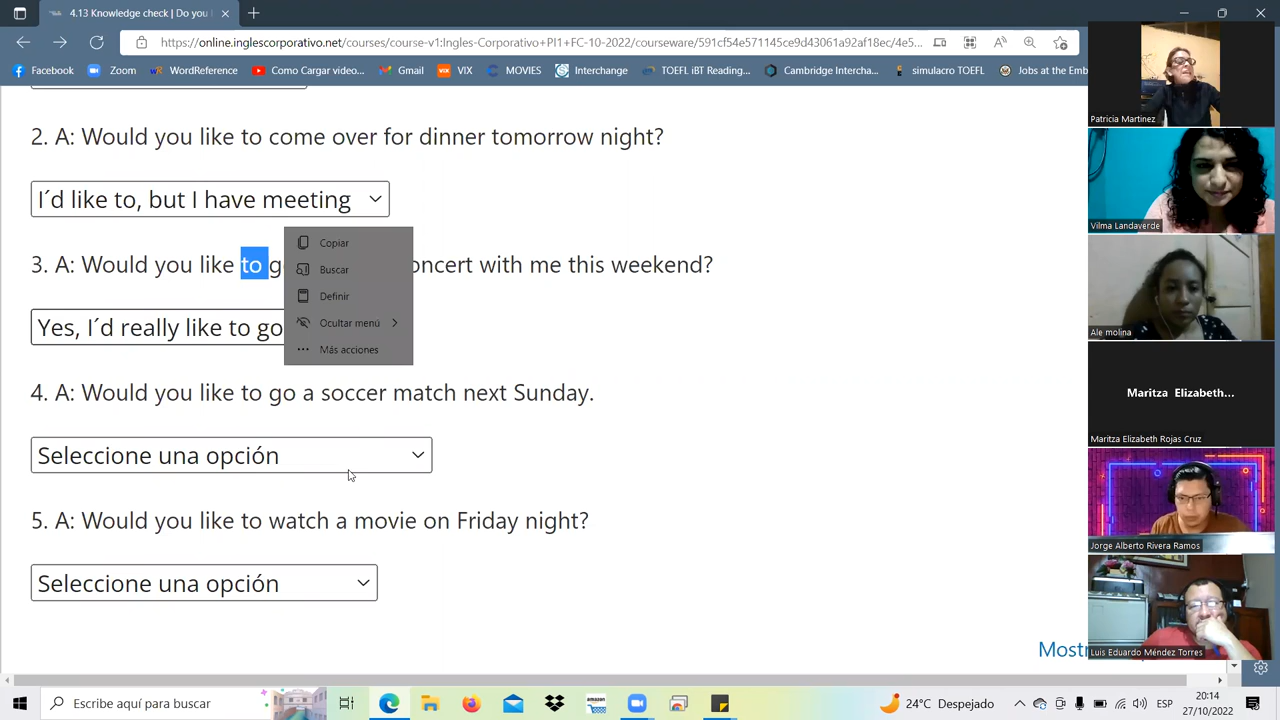 4.13 Knowledge check | Do you
https://online.inglescorporativo.net/courses/course-v1:Ingles-Corporativo+PI1+FC-10-2022/courseware/591cf54e571145ce9d43061a92af18ec/4e5...
Facebook
Zoom
WordReference
Como Cargar video...
Gmail
VIX
MOVIES
Interchange
TOEFL iBT Reading...
Cambridge Intercha...
simulacro TOEFL
Jobs at the Emb
2. A: Would you like to come over for dinner tomorrow night?
I´d like to, but I have meeting
3. A: Would you like to g oncert with me this weekend?
Yes, I´d really like to go
Copiar
Buscar
Definir
Ocultar menú
Más acciones
4. A: Would you like to go a soccer match next Sunday.
Seleccione una opción
5. A: Would you like to watch a movie on Friday night?
Seleccione una opción
Most
Patricia Martinez
Vilma Landaverde
Ale molina
Maritza Elizabeth...
Maritza Elizabeth Rojas Cruz
Jorge Alberto Rivera Ramos
Luis Eduardo Méndez Torres
Escribe aquí para buscar
amazon
24°C Despejado
ESP
20:14
27/10/2022